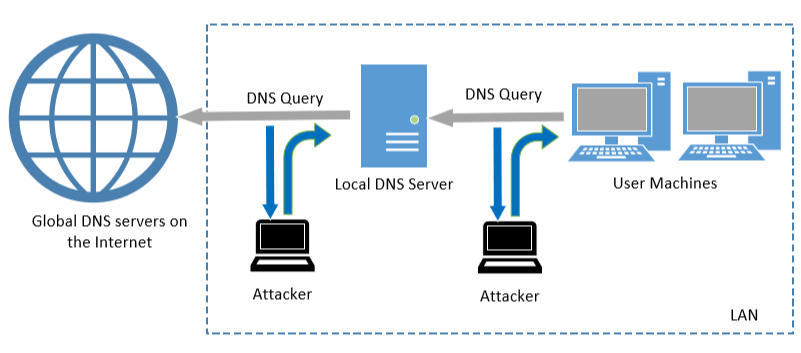 DNS Query
DNS Query
Local DNS Server
User Machines
Global DNS servers on
the Internet
Attacker
Attacker
LAN